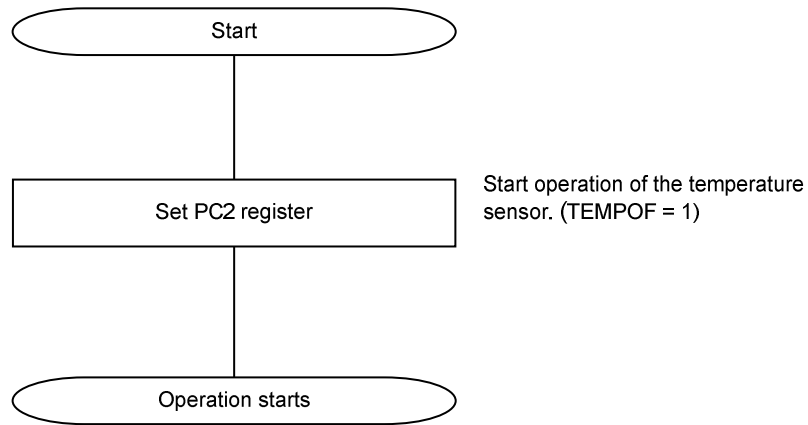 Start
Set PC2 register
Start operation of the temperature
sensor. (TEMPOF = 1)
Operation starts